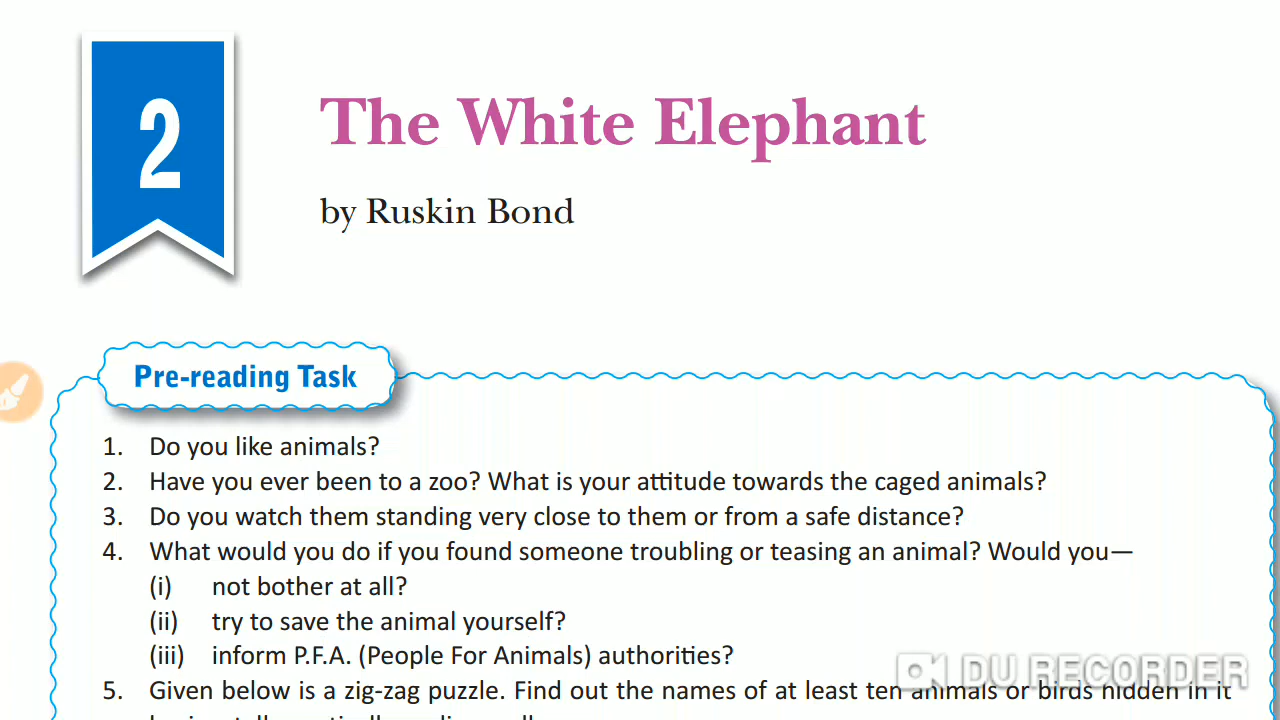 2
The White Elephant
by Ruskin Bond
Pre-reading Task
1. Do you like animals?
2. Have you ever been to a zoo? What is your attitude towards the caged animals?
3. Do you watch them standing very close to them or from a safe distance?
4. What would you do if you found someone troubling or teasing an animal? Would you—
(i) not bother at all?
(ii) try to save the animal yourself?
(iii) inform P.F.A. (People For Animals) authorities?
DU RECORDER
5. Given below is a zig-zag puzzle. Find out the names of at least ten animals or birds hidden in it